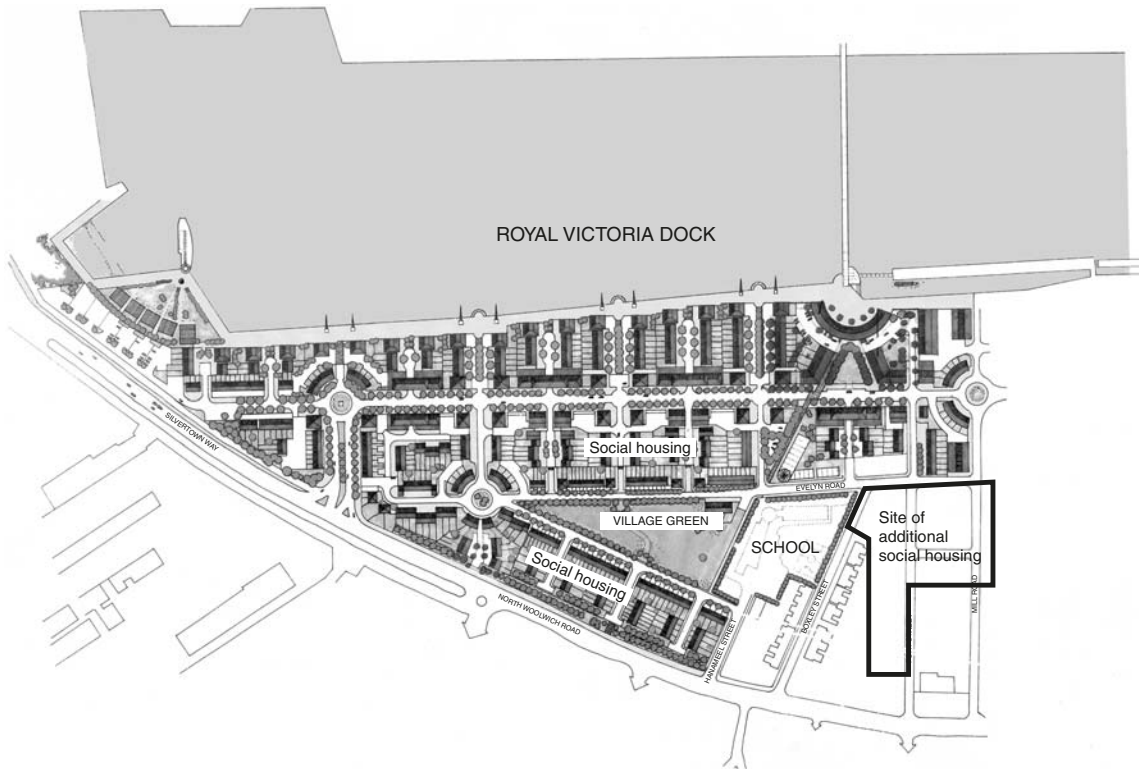 ROYAL VICTORIA DOCK
SILVERTOWN WAY
Social housing
EVELYN ROAD
VILLAGE GREEN
Site of
additional
social housing
SCHOOL
Social housing
NORTH WOOLWICH ROAD
HANAMEEL STREET
BOXLEY STREET
MILL ROAD